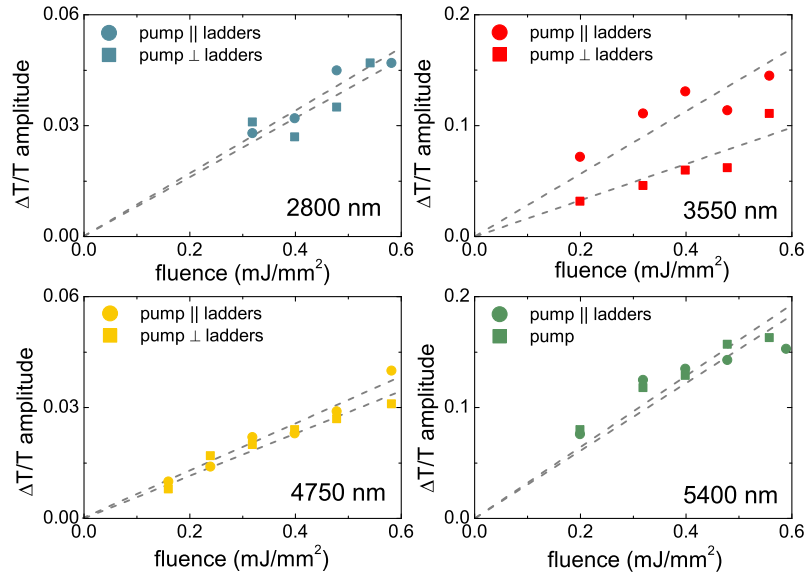 0.06
0.03
0.00
ΔT/T amplitude
pump || ladders
pump ⊥ ladders
2800 nm
0.0 0.2 0.4 0.6
fluence (mJ/mm²)
0.2
0.1
0.0
ΔT/T amplitude
pump || ladders
pump ⊥ ladders
3550 nm
0.0 0.2 0.4 0.6
fluence (mJ/mm²)
0.06
0.03
0.00
ΔT/T amplitude
pump || ladders
pump ⊥ ladders
4750 nm
0.0 0.2 0.4 0.6
fluence (mJ/mm²)
0.2
0.1
0.0
ΔT/T amplitude
pump || ladders
pump
5400 nm
0.0 0.2 0.4 0.6
fluence (mJ/mm²)